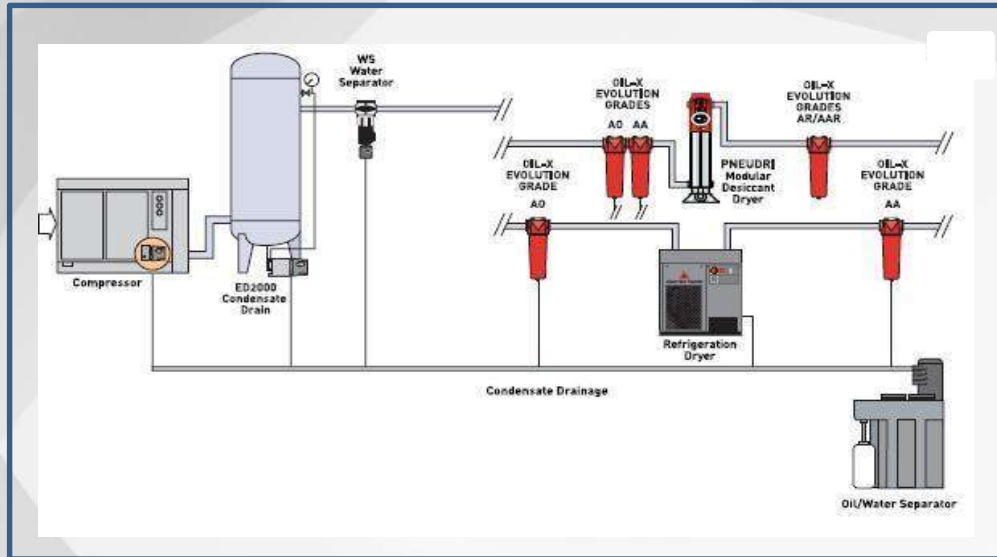 WS
Water
Separator
OIL-X
EVOLUTION
GRADES
AO AA
OIL-X
EVOLUTION
GRADES
AR/AAR
PNEUDRI
Modular
Desiccant
Dryer
OIL-X
EVOLUTION
GRADE
AO
OIL-X
EVOLUTION
GRADE
AA
Compressor
ED2000
Condensate
Drain
Refrigeration
Dryer
Condensate Drainage
Oil/Water Separator